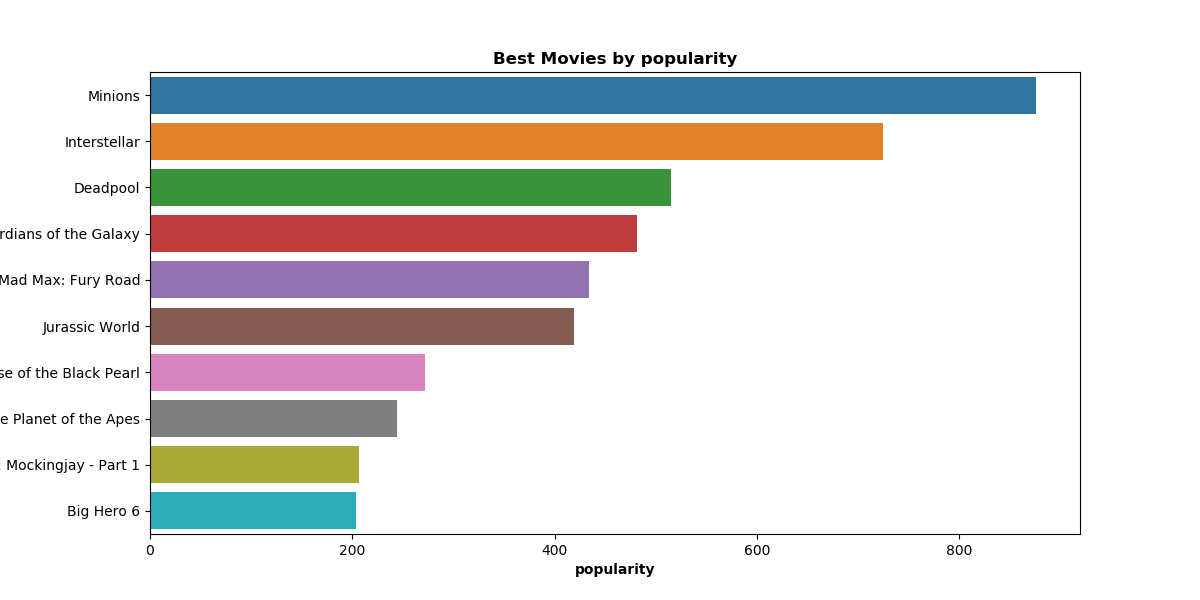 Best Movies by popularity
Minions
Interstellar
Deadpool
rdians of the Galaxy
Mad Max: Fury Road
Jurassic World
se of the Black Pearl
e Planet of the Apes
: Mockingjay - Part 1
Big Hero 6
0 200 400 600 800
popularity